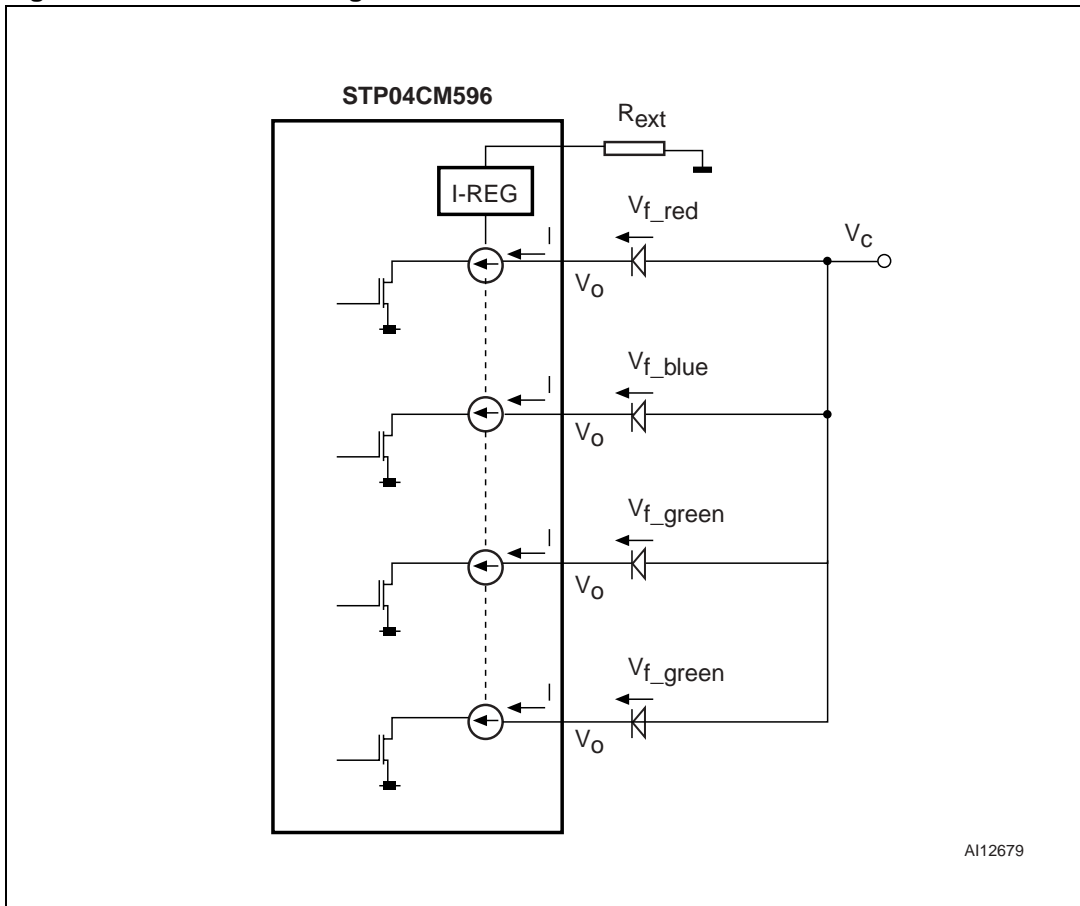 STP04CM596
Rext
I-REG
Vf_red
I
Vc
Vo
Vf_blue
I
Vo
Vf_green
I
Vo
Vf_green
I
Vo
AI12679